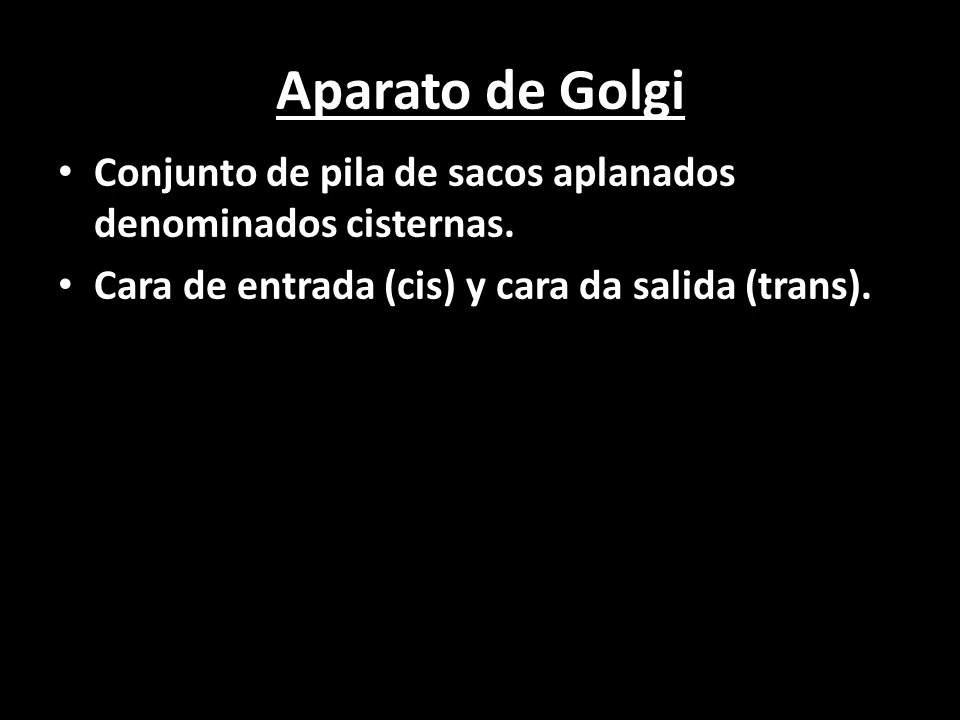 Aparato de Golgi
• Conjunto de pila de sacos aplanados
denominados cisternas.
• Cara de entrada (cis) y cara da salida (trans).